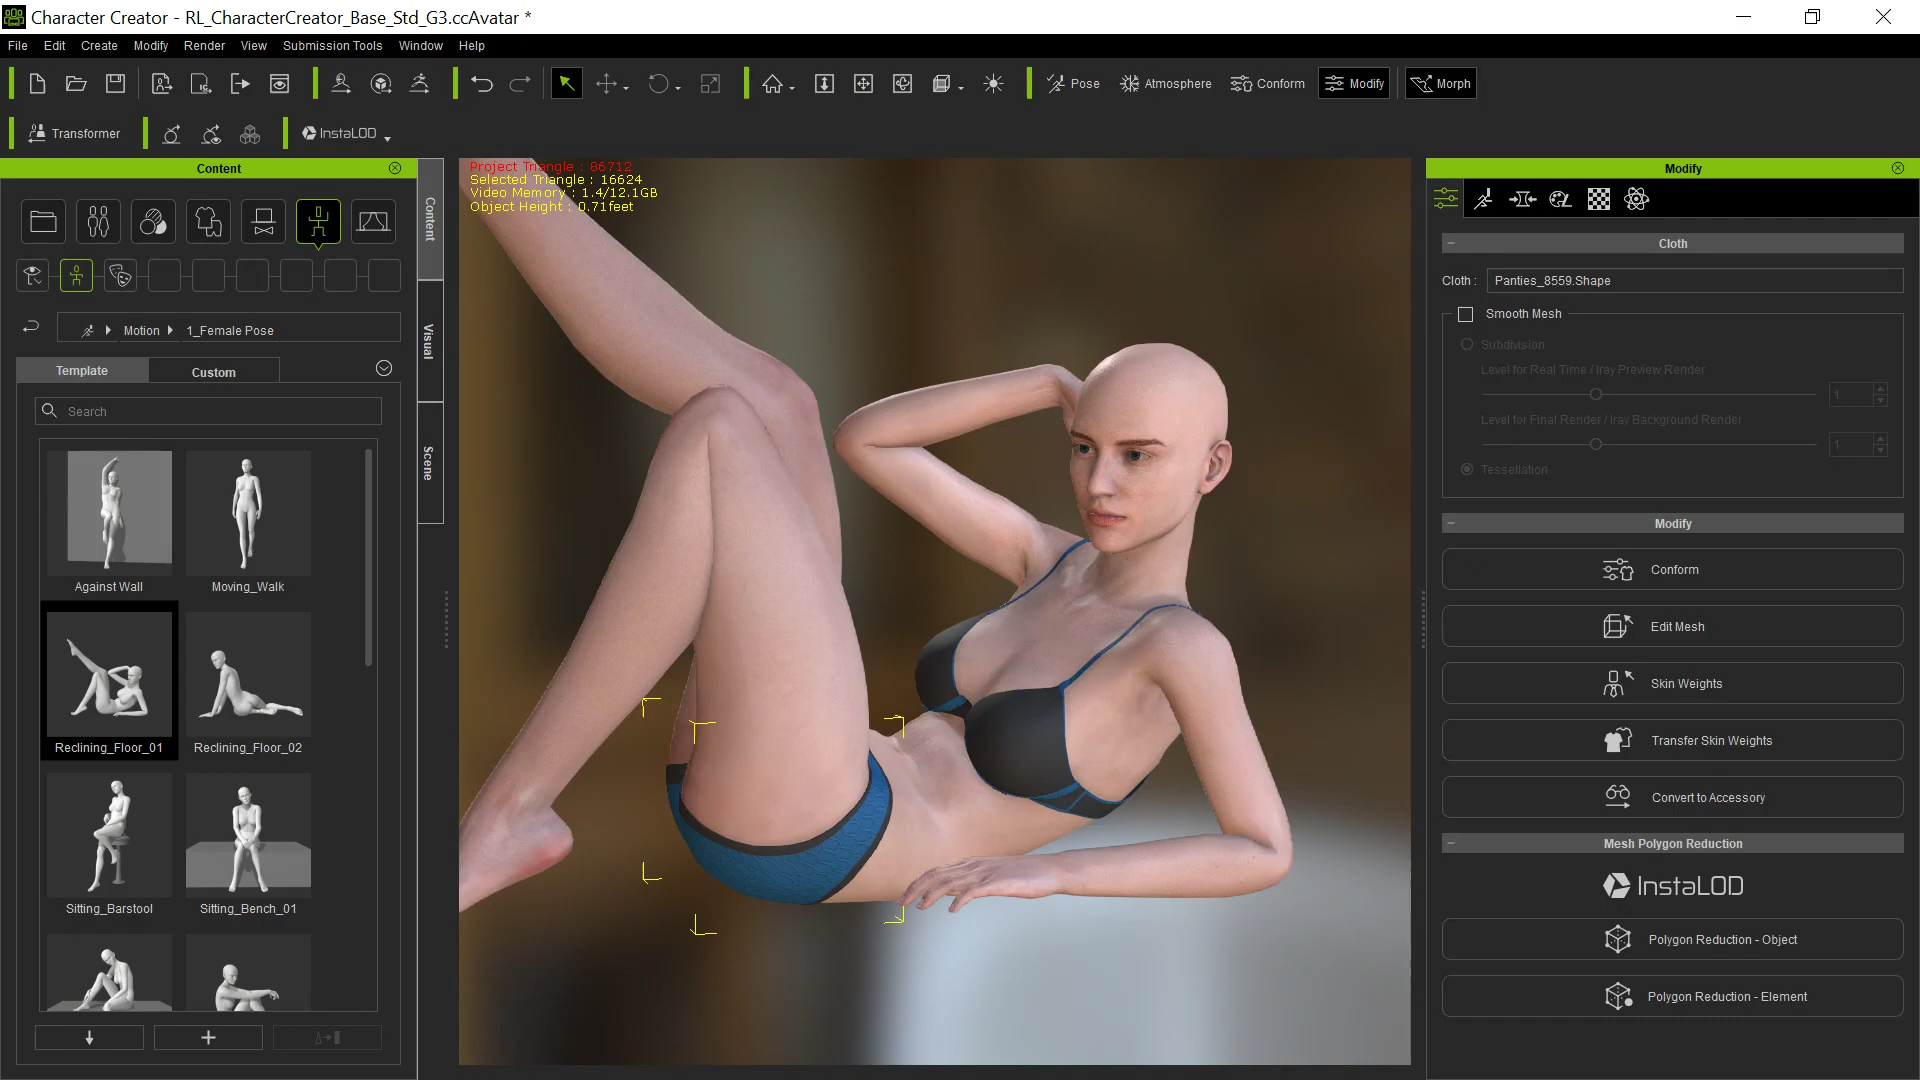 Character Creator - RL_CharacterCreator_Base_Std_G3.ccAvatar *
File Edit Create Modify Render View Submission Tools Window Help
Pose Atmosphere Conform Modify Morph
Transformer InstaLOD
Content
Content
Visual
Scene
Motion 1_Female Pose
Template Custom
Search
Against Wall Moving_Walk
Reclining_Floor_01 Reclining_Floor_02
Sitting_Barstool Sitting_Bench_01
Project Triangle : 86712
Selected Triangle : 16624
Video Memory : 1.4/12.1GB
Object Height : 0.71feet
Modify
Cloth
Cloth : Panties_8559.Shape
Smooth Mesh
Subdivision
Level for Real Time / Iray Preview Render
1
Level for Final Render / Iray Background Render
1
Tessellation
Modify
Conform
Edit Mesh
Skin Weights
Transfer Skin Weights
Convert to Accessory
Mesh Polygon Reduction
InstaLOD
Polygon Reduction - Object
Polygon Reduction - Element